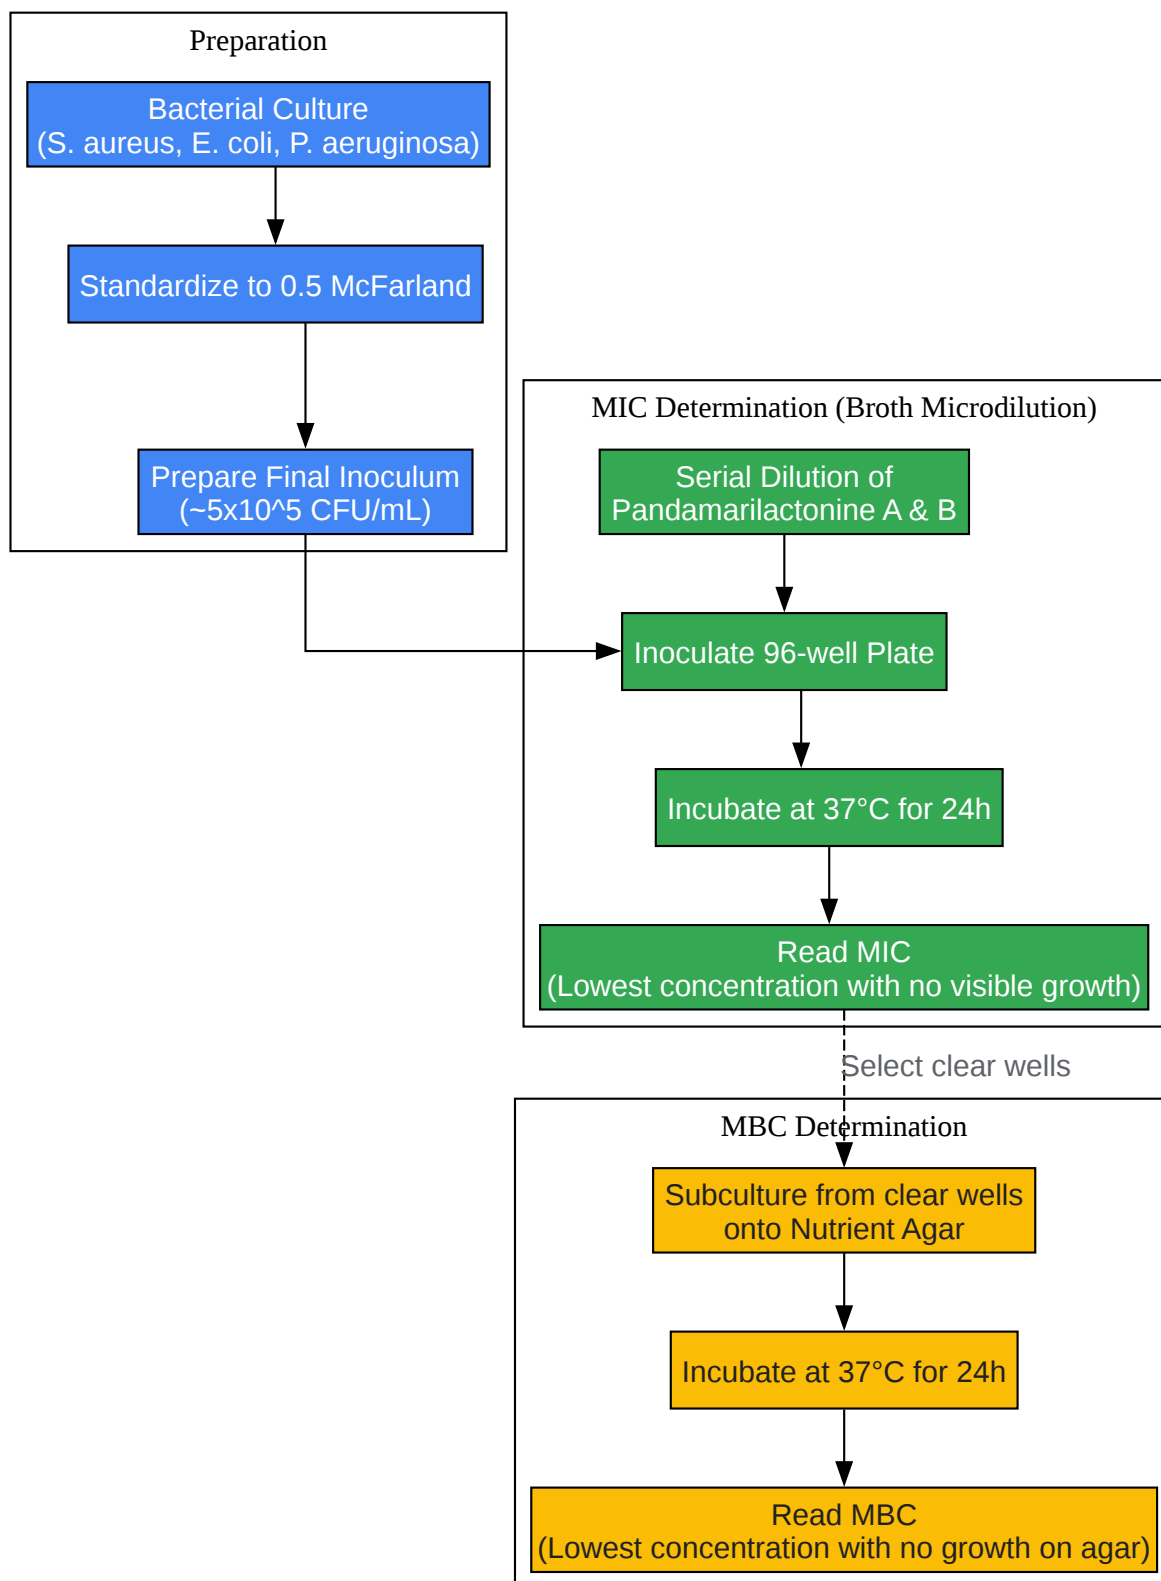 Preparation
Bacterial Culture
(S. aureus, E. coli, P. aeruginosa)
Standardize to 0.5 McFarland
Prepare Final Inoculum
(~5x10^5 CFU/mL)
MIC Determination (Broth Microdilution)
Serial Dilution of
Pandamarilactonine A & B
Inoculate 96-well Plate
Incubate at 37°C for 24h
Read MIC
(Lowest concentration with no visible growth)
Select clear wells
MBC Determination
Subculture from clear wells
onto Nutrient Agar
Incubate at 37°C for 24h
Read MBC
(Lowest concentration with no growth on agar)